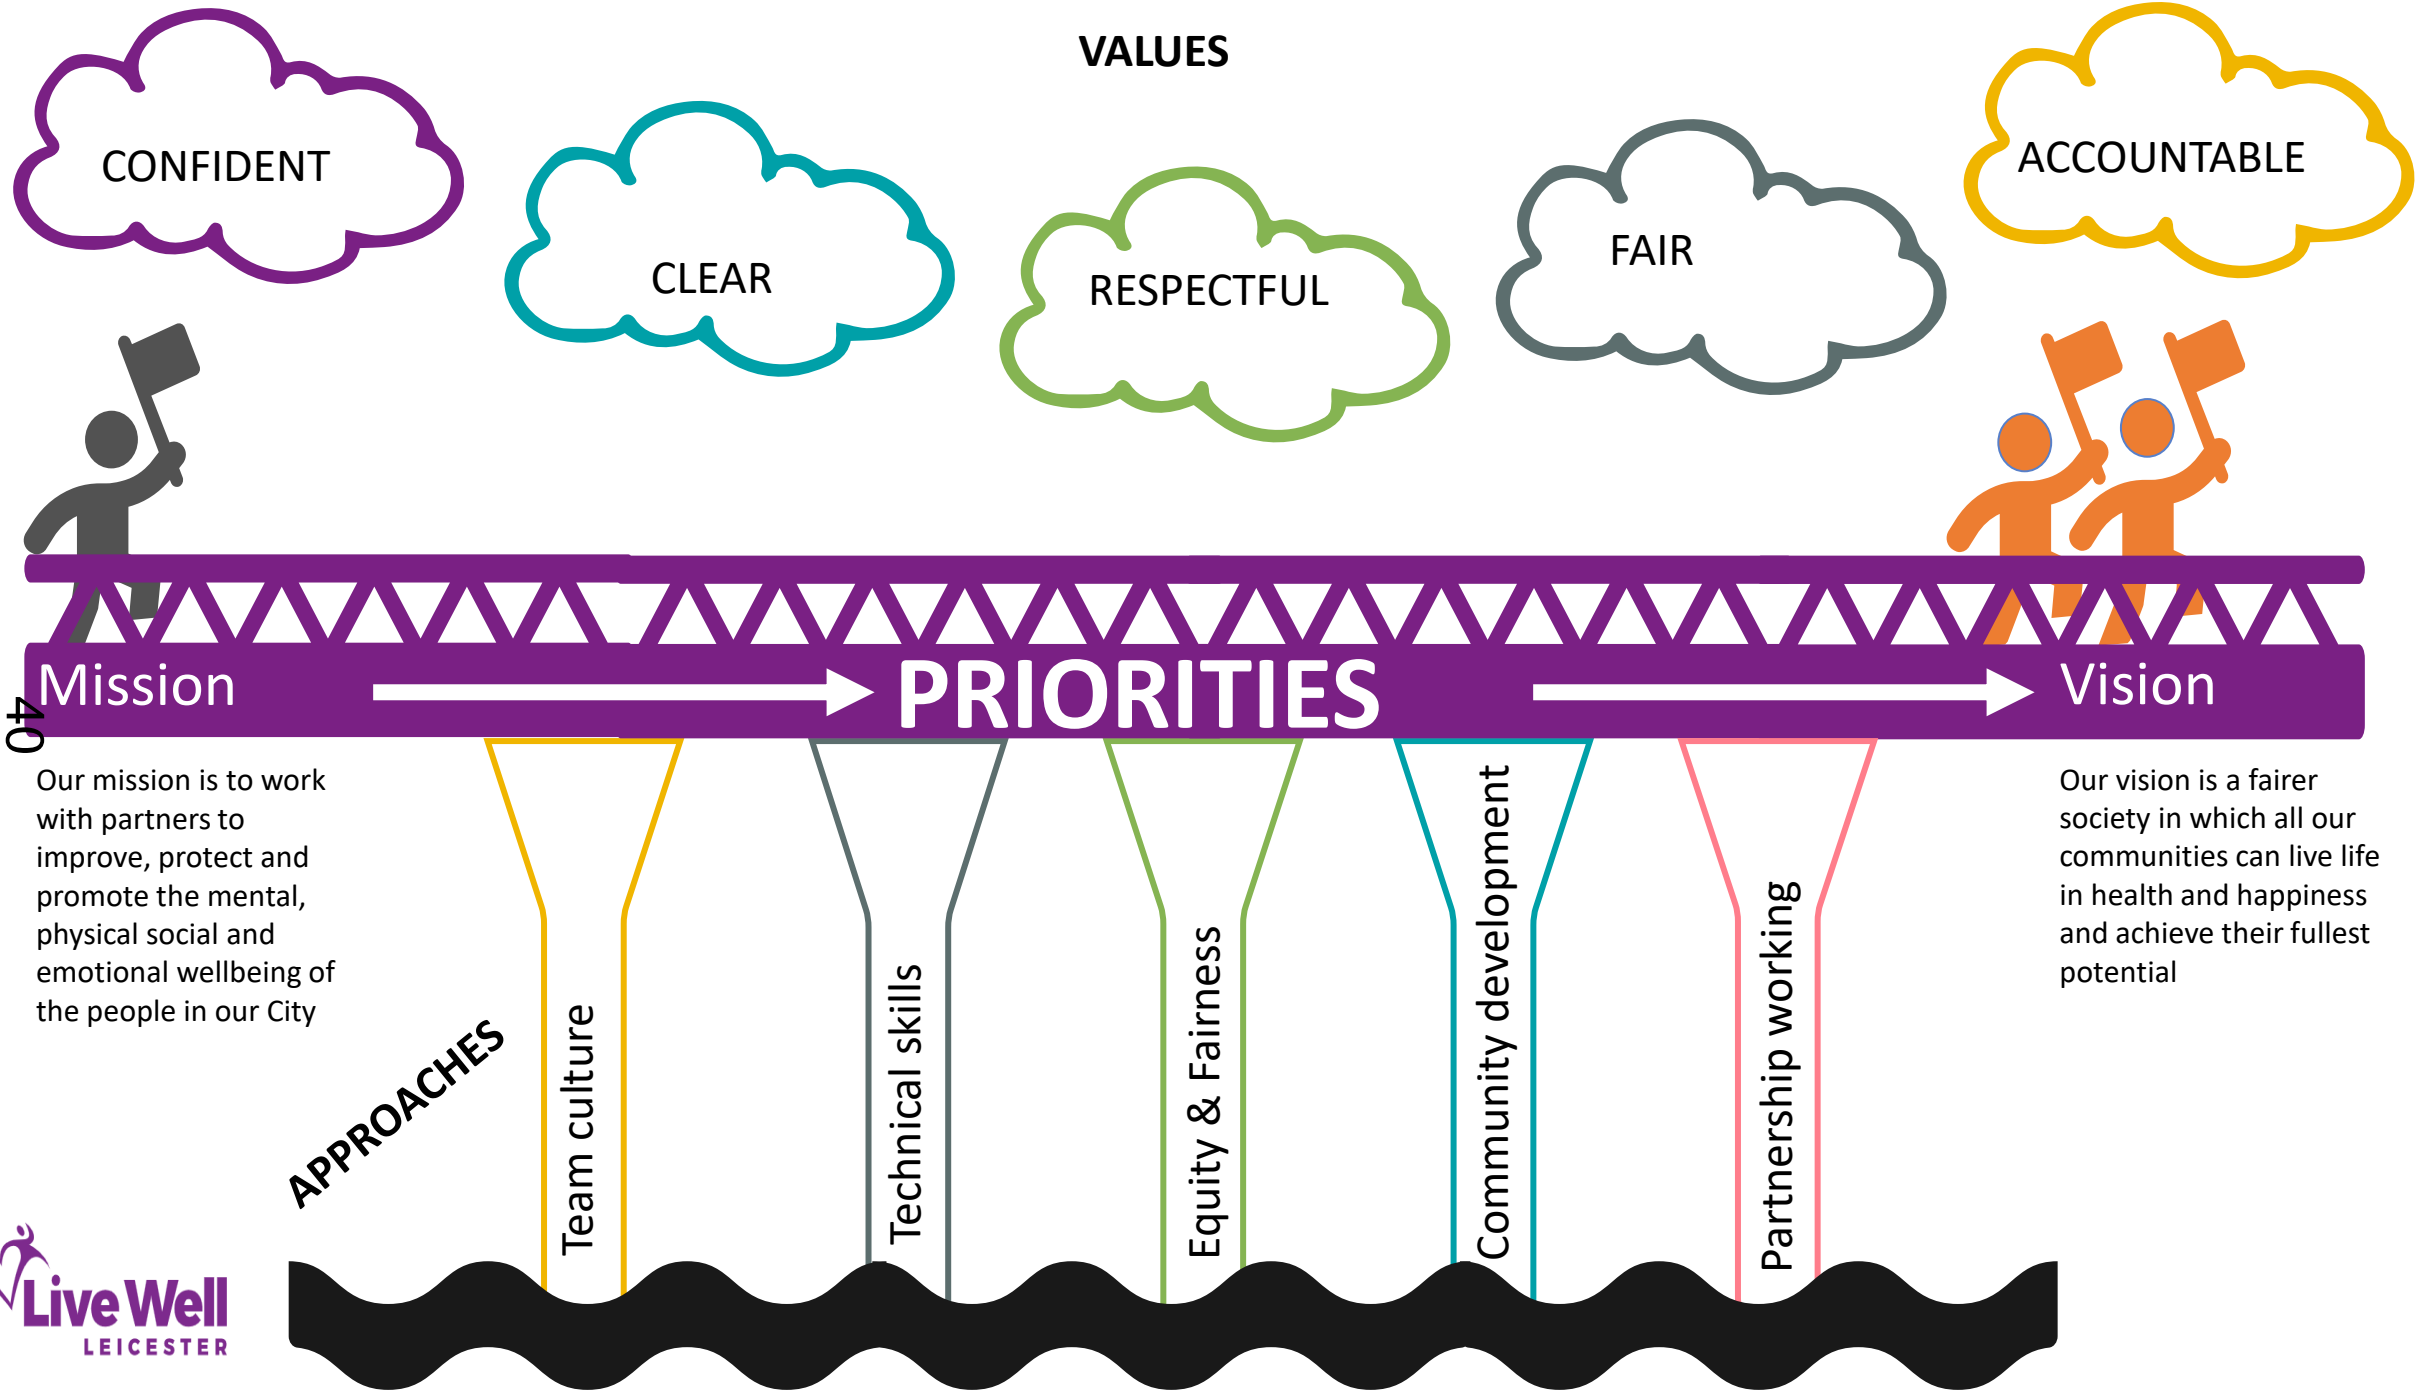 VALUES
CONFIDENT
CLEAR
RESPECTFUL
FAIR
ACCOUNTABLE
Mission
PRIORITIES
Vision
40
Our mission is to work
with partners to
improve, protect and
promote the mental,
physical social and
emotional wellbeing of
the people in our City
Our vision is a fairer
society in which all our
communities can live life
in health and happiness
and achieve their fullest
potential
APPROACHES
Team culture
Technical skills
Equity & Fairness
Community development
Partnership working
Live Well
LEICESTER